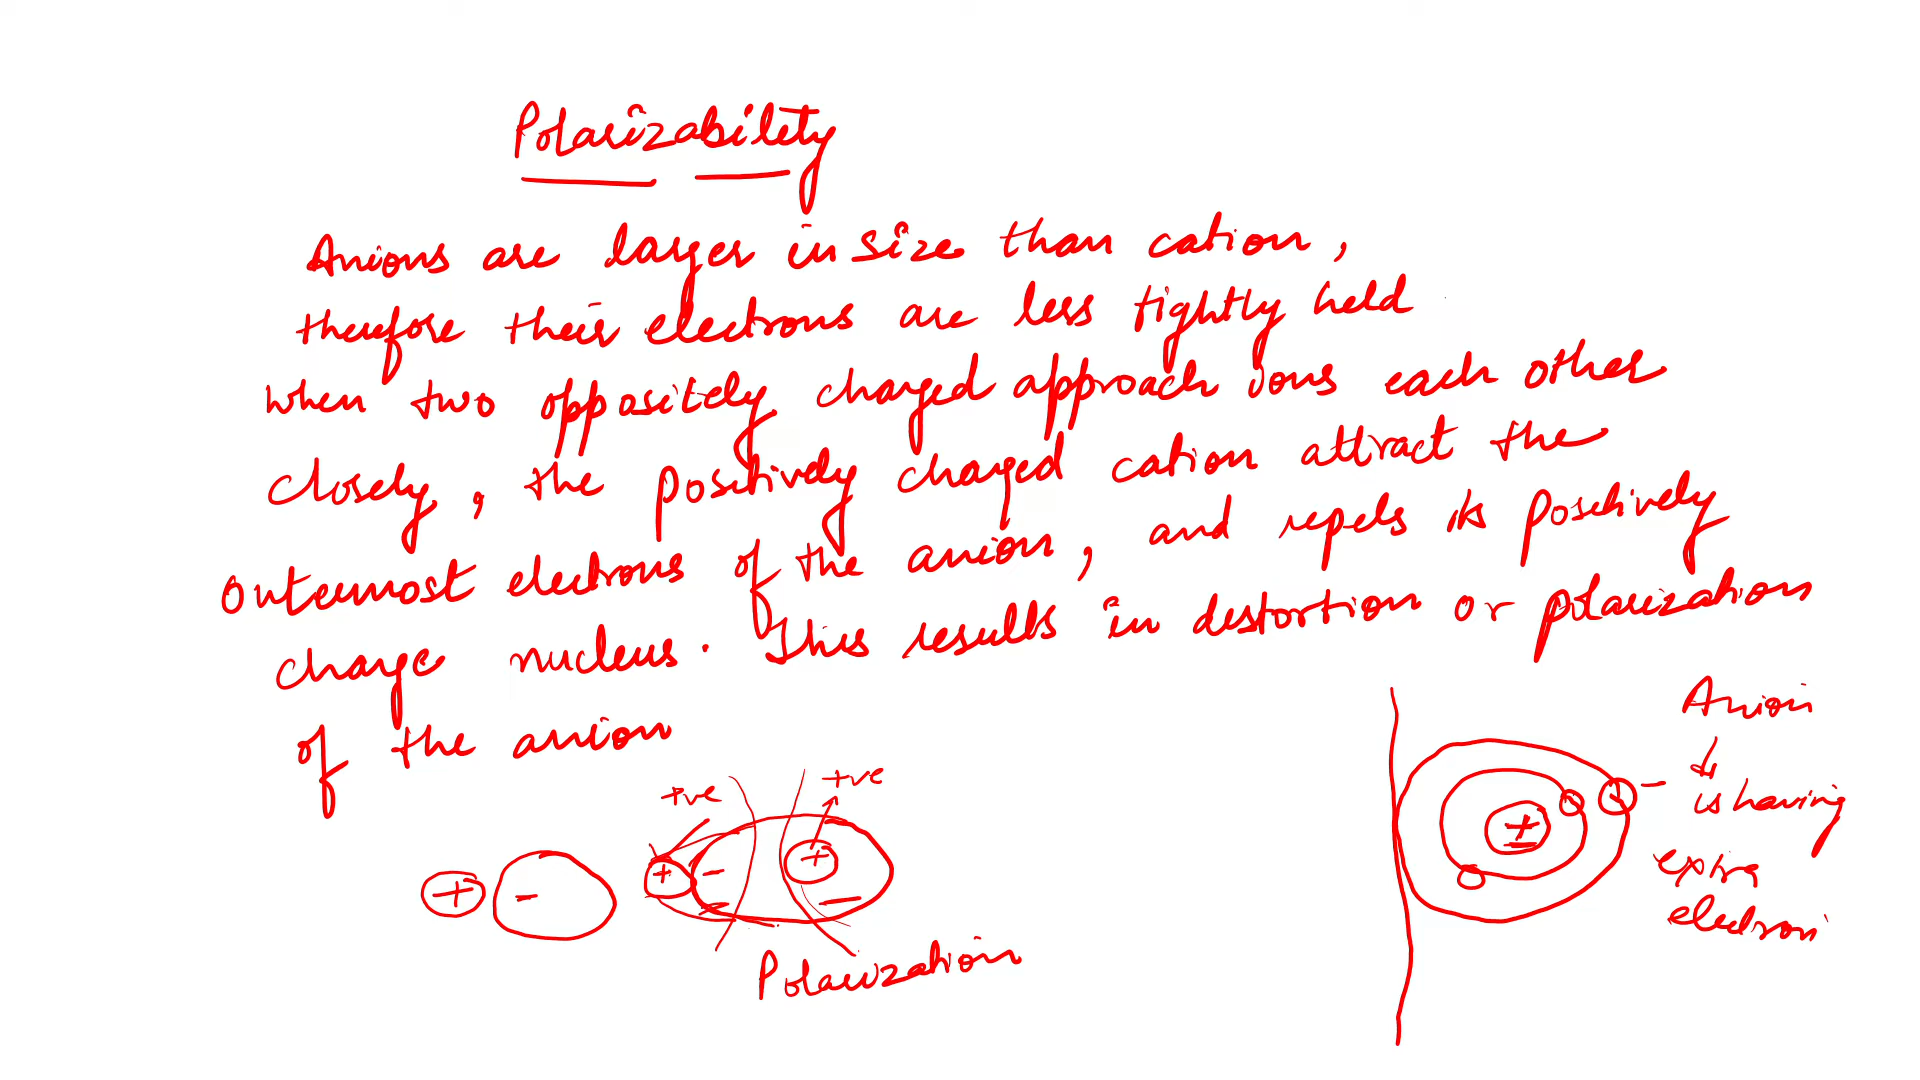 Polarizability
Anions are larger in size than cation,
therefore their electrons are less tightly held
when two oppositely charged approach ions each other
closely, the positively charged cation attract the
outermost electrons of the anion, and repels its positively
charge nucleus. This results in distortion or polarization
of the anion
+ve
+ve
+ -
+ - + -
Polarization
Anion
is having
extra
electron
+
-